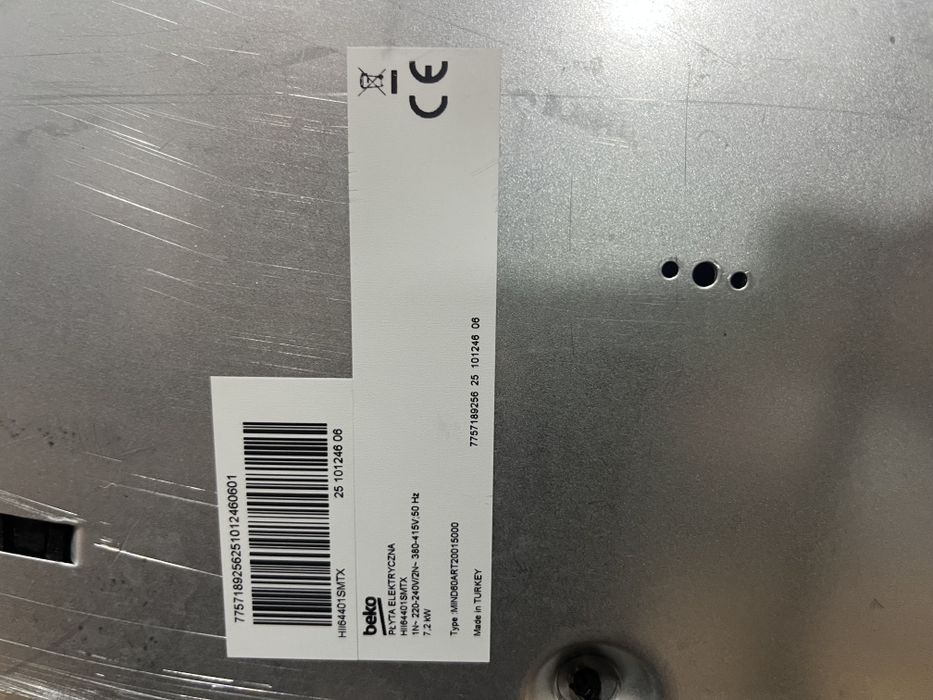 7757189256251012460601
HII64401SMTX 25 101246 06
beko
PŁYTA ELEKTRYCZNA
HII64401SMTX
1N~ 220-240V/2N~ 380-415V;50 Hz
7,2 kW
Type :MIND60ART20015000
7757189256 25 101246 06
Made in TURKEY
CE